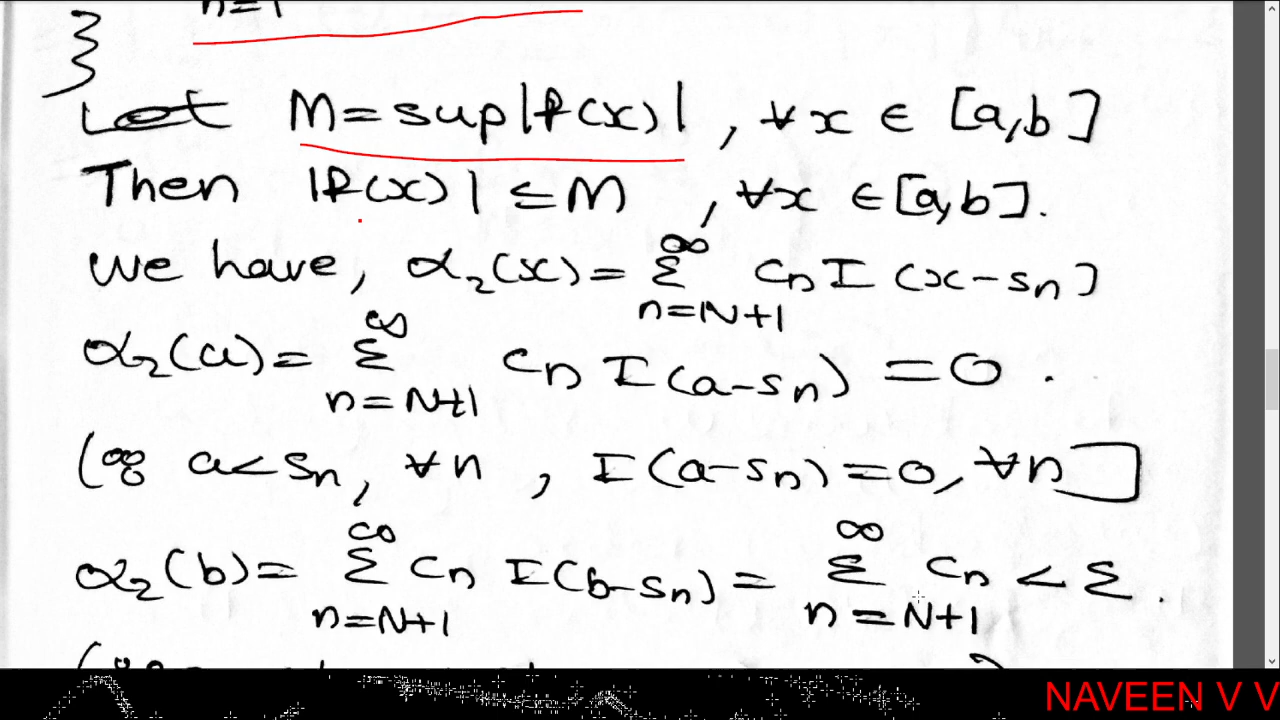 n=1
Let M = sup|f(x)| , ∀x ∈ [a,b]
Then |f(x)| ≤ M , ∀x ∈ [a,b].
We have, α₂(x) = Σ_{n=N+1}^{∞} cₙ I (x-sₙ)
α₂(a) = Σ_{n=N+1}^{∞} cₙ I (a-sₙ) = 0 .
(∞ a < sₙ, ∀n , I(a-sₙ) = 0, ∀n]
α₂(b) = Σ_{n=N+1}^{∞} cₙ I(b-sₙ) = Σ_{n=N+1}^{∞} cₙ < Σ .
NAVEEN V V